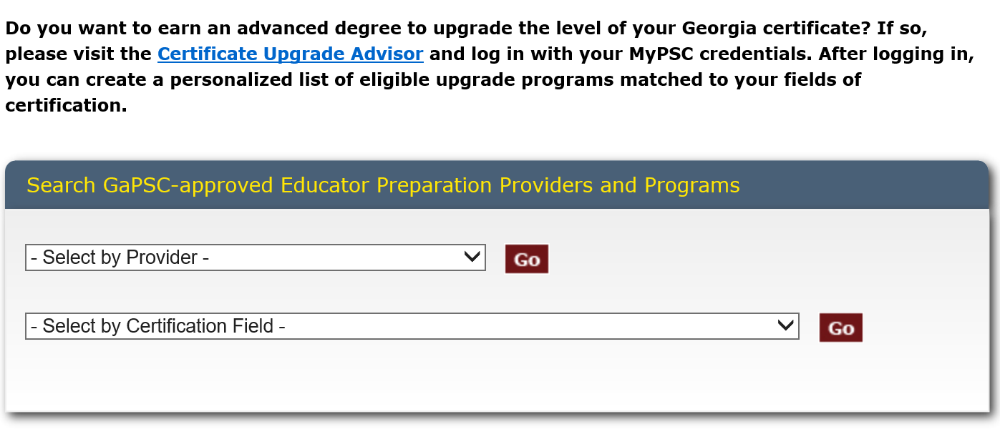 Do you want to earn an advanced degree to upgrade the level of your Georgia certificate? If so,
please visit the Certificate Upgrade Advisor and log in with your MyPSC credentials. After logging in,
you can create a personalized list of eligible upgrade programs matched to your fields of
certification.
Search GaPSC-approved Educator Preparation Providers and Programs
- Select by Provider - Go
- Select by Certification Field - Go